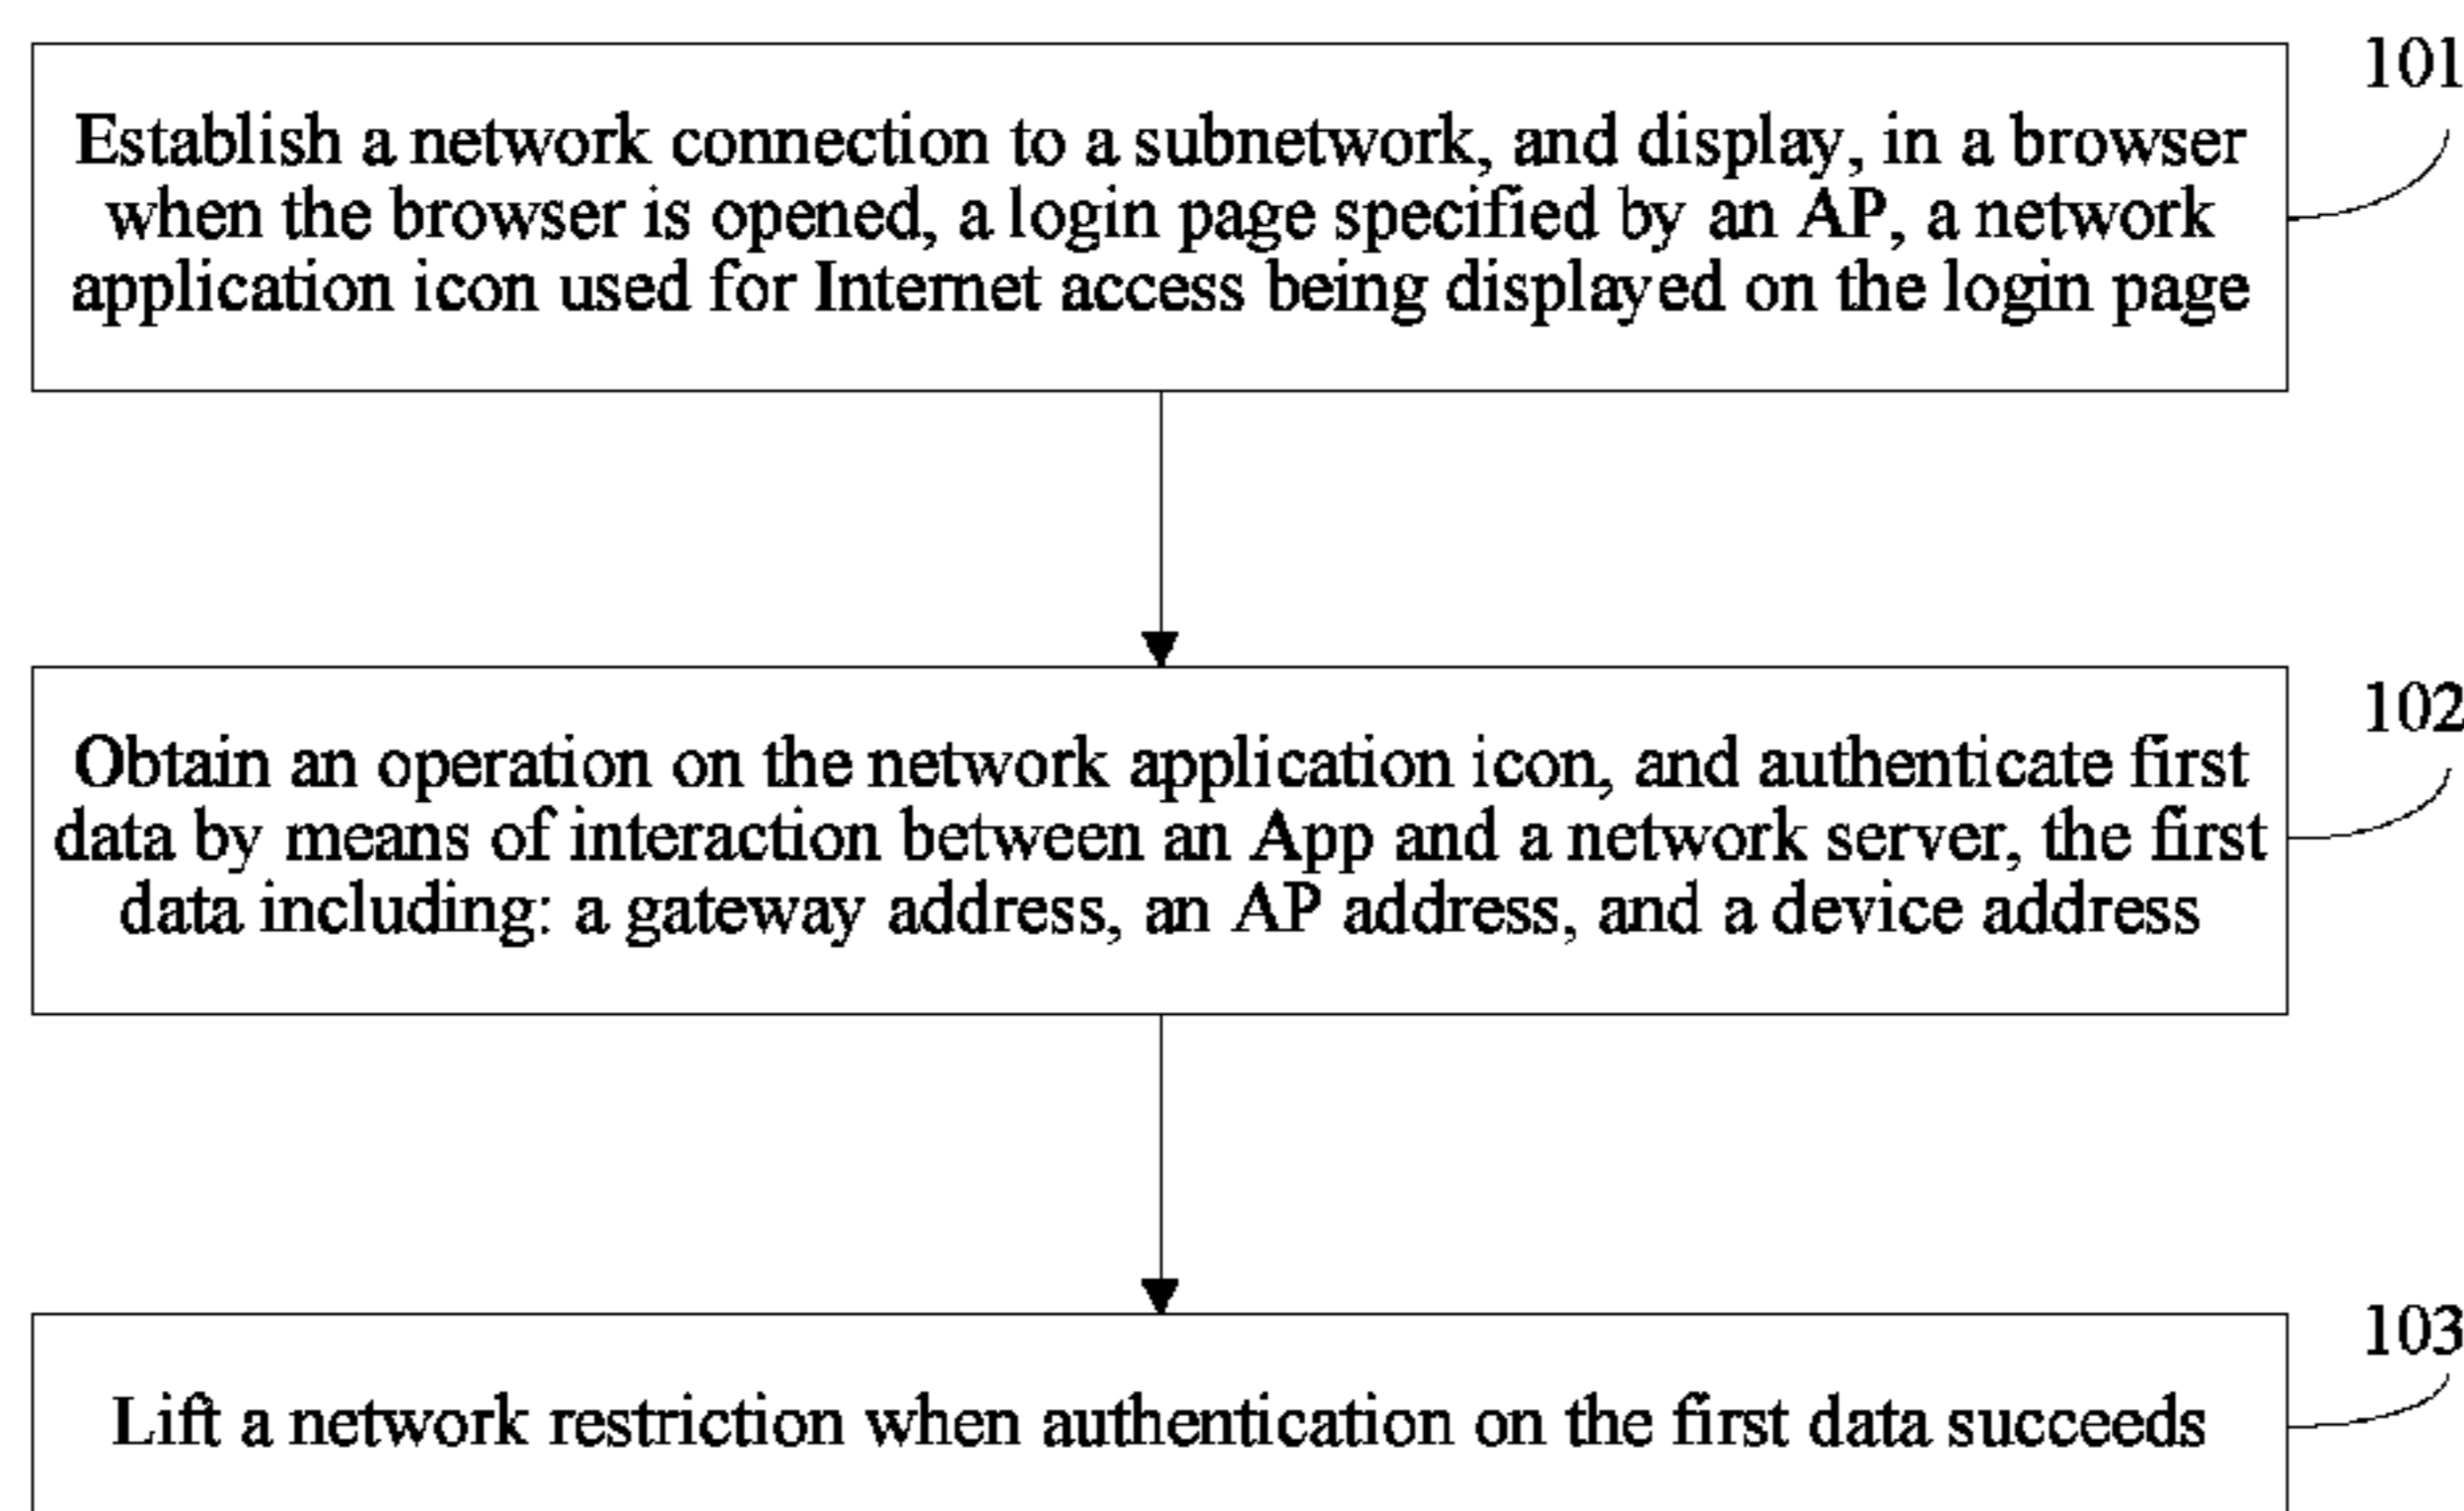 101
Establish a network connection to a subnetwork, and display, in a browser
when the browser is opened, a login page specified by an AP, a network
application icon used for Internet access being displayed on the login page
102
Obtain an operation on the network application icon, and authenticate first
data by means of interaction between an App and a network server, the first
data including: a gateway address, an AP address, and a device address
103
Lift a network restriction when authentication on the first data succeeds